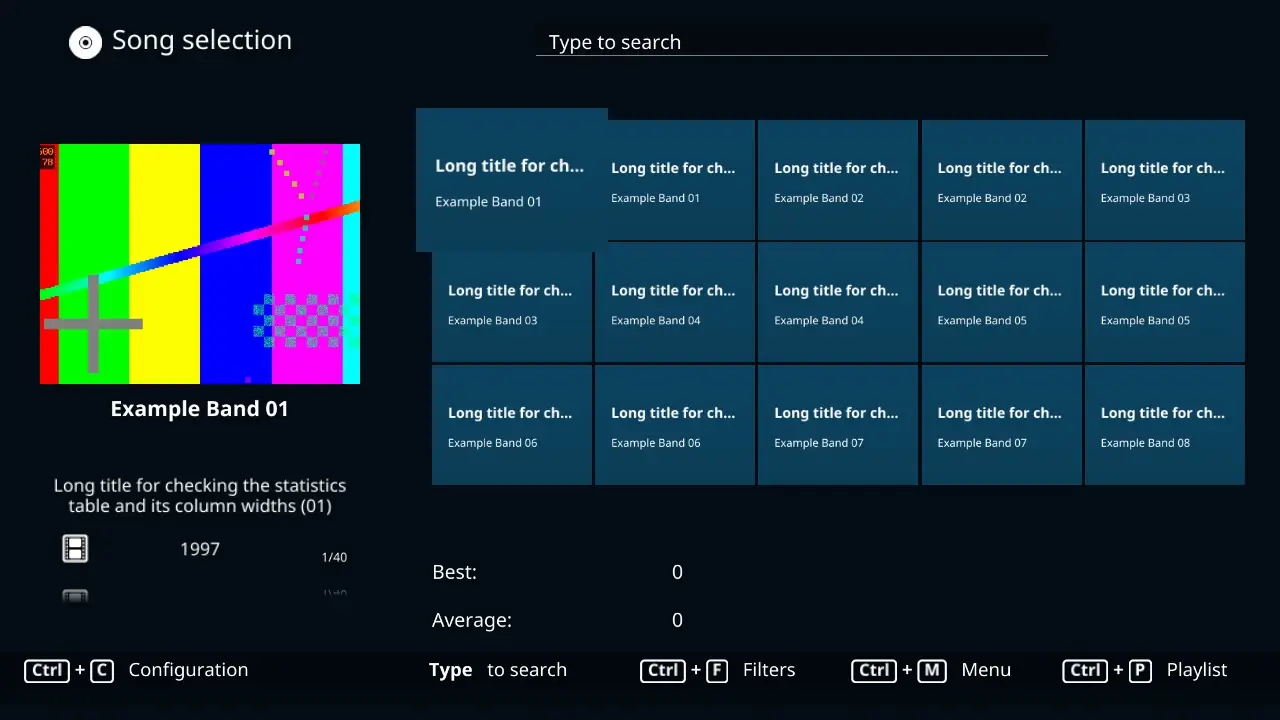 Song selection
Type to search
Long title for ch...
Example Band 01
Long title for ch...
Example Band 01
Long title for ch...
Example Band 02
Long title for ch...
Example Band 02
Long title for ch...
Example Band 03
Long title for ch...
Example Band 03
Long title for ch...
Example Band 04
Long title for ch...
Example Band 04
Long title for ch...
Example Band 05
Long title for ch...
Example Band 05
Long title for ch...
Example Band 06
Long title for ch...
Example Band 06
Long title for ch...
Example Band 07
Long title for ch...
Example Band 07
Long title for ch...
Example Band 08
78
Example Band 01
Long title for checking the statistics
table and its column widths (01)
1997
1/40
Best: 0
Average: 0
Ctrl + C Configuration
Type to search
Ctrl + F Filters
Ctrl + M Menu
Ctrl + P Playlist